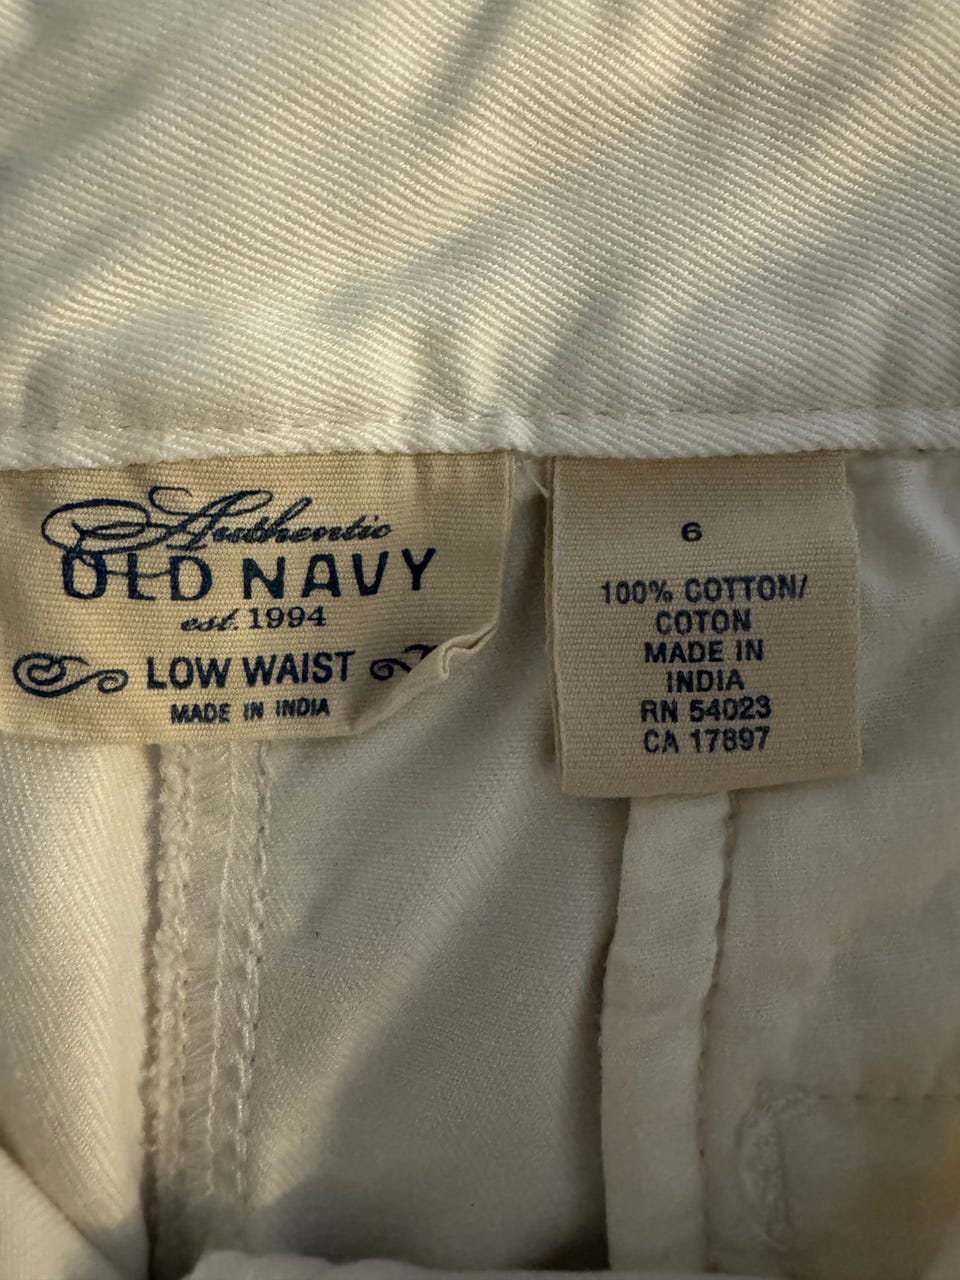 Authentic
OLD NAVY
est. 1994
LOW WAIST
MADE IN INDIA
6
100% COTTON/
COTON
MADE IN
INDIA
RN 54023
CA 17897